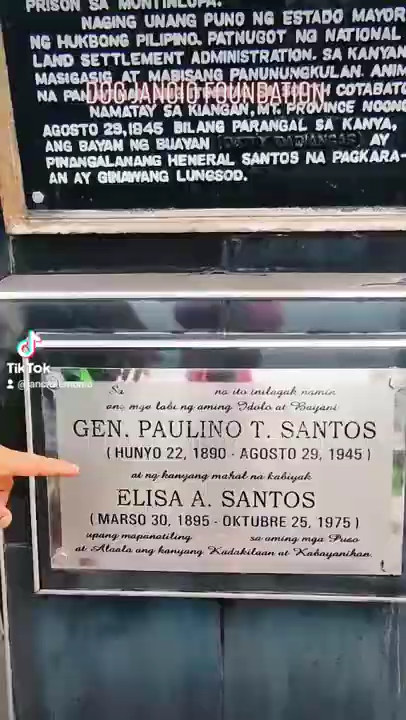 PRISON SA MUNTINLUPA.
NAGING UNANG PUNO NG ESTADO MAYOR
NG HUKBONG PILIPINO. PATNUGOT NG NATIONAL
LAND SETTLEMENT ADMINISTRATION. SA KANYANG
MASIGASIG AT MABISANG PANUNUNGKULAN. ANIM
NA COTABATO
DOC JANCIO FOUNDATION
NAMATAY SA KIANGAN, MT. PROVINCE NOONG
AGOSTO 29,1945 BILANG PARANGAL SA KANYA,
ANG BAYAN NG BUAYAN AY
PINANGALANANG HENERAL SANTOS NA PAGKARA-
AN AY GINAWANG LUNGSOD.
TikTok
Sa na ito inilagak namin
ang mga labi ng aming Idolo at Bayani
GEN. PAULINO T. SANTOS
( HUNYO 22, 1890 - AGOSTO 29, 1945 )
at ng kanyang mahal na kabiyak
ELISA A. SANTOS
( MARSO 30, 1895 - OKTUBRE 25, 1975 )
upang mapanatiling sa aming mga Puso
at Alaala ang kanyang Kadakilaan at Kabayanihan.